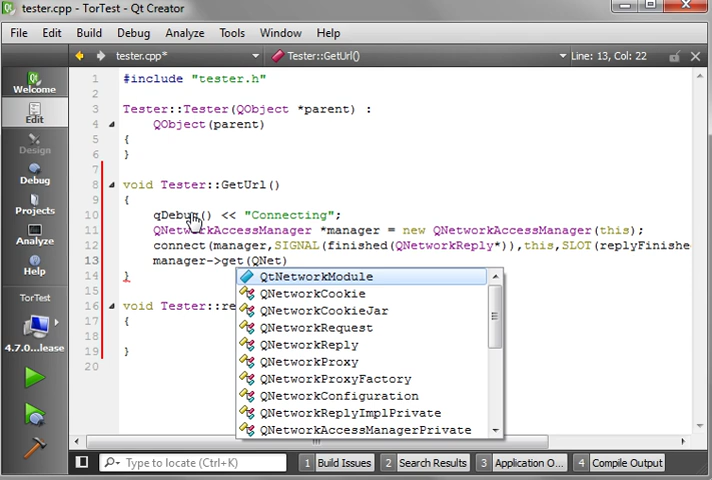 tester.cpp - TorTest - Qt Creator
File Edit Build Debug Analyze Tools Window Help
tester.cpp* Tester::GetUrl() Line: 13, Col: 22
Welcome
Edit
Design
Debug
Projects
Analyze
Help
TorTest
4.7.0...lease
1 #include "tester.h"
2
3 Tester::Tester(QObject *parent) :
4 QObject(parent)
5 {
6 }
7
8 void Tester::GetUrl()
9 {
10 qDebug() << "Connecting";
11 QNetworkAccessManager *manager = new QNetworkAccessManager(this);
12 connect(manager,SIGNAL(finished(QNetworkReply*)),this,SLOT(replyFinishe
13 manager->get(QNet)
14 }
15
16 void Tester::re
17 {
18
19 }
20
QtNetworkModule
QNetworkCookie
QNetworkCookieJar
QNetworkRequest
QNetworkReply
QNetworkProxy
QNetworkProxyFactory
QNetworkConfiguration
QNetworkReplyImplPrivate
QNetworkAccessManagerPrivate
Type to locate (Ctrl+K) 1 Build Issues 2 Search Results 3 Application O... 4 Compile Output